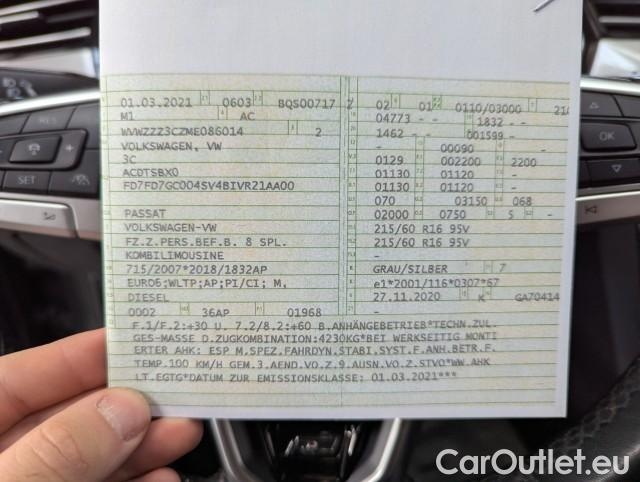 01.03.2021 0603 BQS00717 2 02 01 0110/03000
M1 AC 04773 - - 1832 - -
WVWZZZ3CZME086014 2 1462 - - 001599 - -
VOLKSWAGEN, VW - 00090 -
3C 0129 002200 2200
ACDTSBX0 01130 01120 -
FD7FD7GC004SV4BIVR21AA00 01130 01120 -
070 03150 068
PASSAT 02000 0750 5 -
VOLKSWAGEN-VW 215/60 R16 95V
FZ.Z.PERS.BEF.B. 8 SPL. 215/60 R16 95V
KOMBILIMOUSINE -
715/2007*2018/1832AP GRAU/SILBER 7
EURO6;WLTP;AP;PI/CI; M, e1*2001/116*0307*67
DIESEL 27.11.2020 K GA70414
0002 36AP 01968 -
F.1/F.2:+30 U. 7.2/8.2:+60 B.ANHÄNGEBETRIEB*TECHN.ZUL.
GES-MASSE D.ZUGKOMBINATION:4230KG*BEI WERKSEITIG MONTI
ERTER AHK: ESP M.SPEZ.FAHRDYN.STABI.SYST.F.ANH.BETR.F.
TEMP.100 KM/H GEM.3.AEND.VO.Z.9.AUSN.VO.Z.STVO*WW.AHK
LT.EGTG*DATUM ZUR EMISSIONSKLASSE: 01.03.2021***
RES
SET
CarOutlet.eu